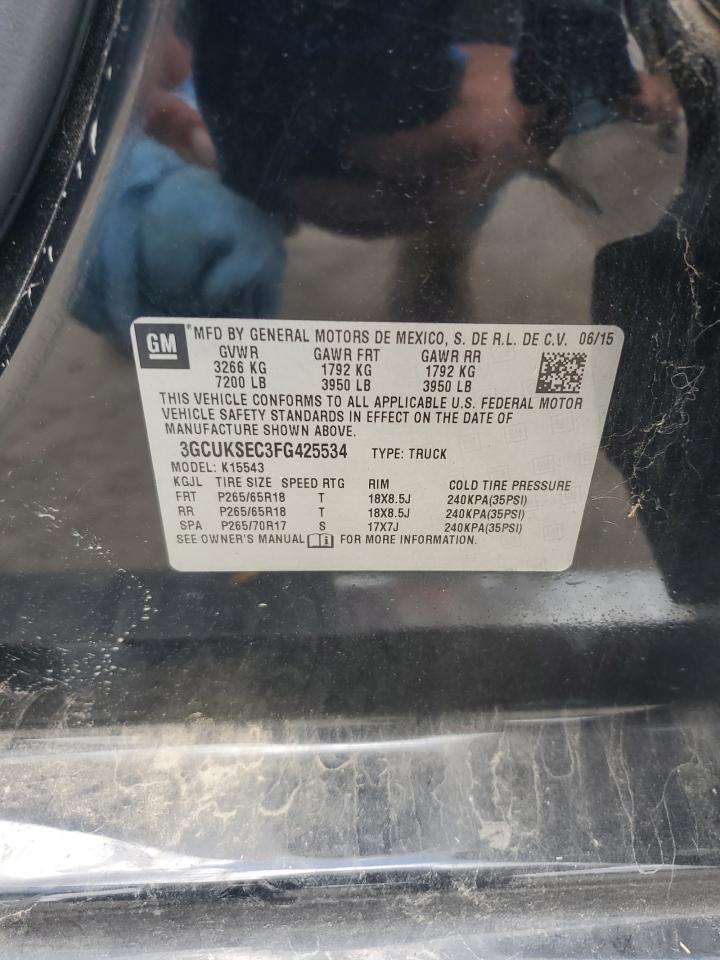 GM ® MFD BY GENERAL MOTORS DE MEXICO, S. DE R.L. DE C.V. 06/15
GVWR GAWR FRT GAWR RR
3266 KG 1792 KG 1792 KG
7200 LB 3950 LB 3950 LB
THIS VEHICLE CONFORMS TO ALL APPLICABLE U.S. FEDERAL MOTOR
VEHICLE SAFETY STANDARDS IN EFFECT ON THE DATE OF
MANUFACTURE SHOWN ABOVE.
3GCUKSEC3FG425534 TYPE: TRUCK
MODEL: K15543
KGJL TIRE SIZE SPEED RTG RIM COLD TIRE PRESSURE
FRT P265/65R18 T 18X8.5J 240KPA(35PSI)
RR P265/65R18 T 18X8.5J 240KPA(35PSI)
SPA P265/70R17 S 17X7J 240KPA(35PSI)
SEE OWNER'S MANUAL FOR MORE INFORMATION.